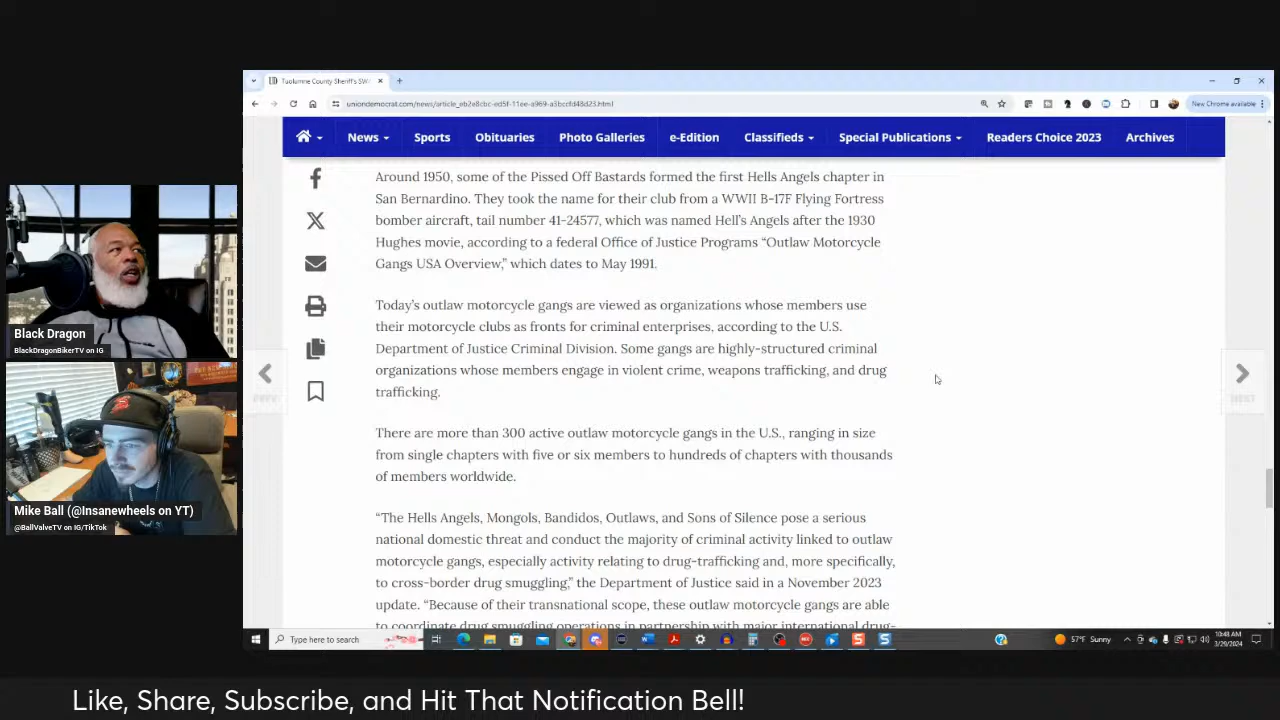 Tuolumne County Sheriff's SWA
uniondemocrat.com/news/article_eb2e8cbc-ed5f-11ee-a969-a3bccfd48d23.html
New Chrome available
News
Sports
Obituaries
Photo Galleries
e-Edition
Classifieds
Special Publications
Readers Choice 2023
Archives
Around 1950, some of the Pissed Off Bastards formed the first Hells Angels chapter in
San Bernardino. They took the name for their club from a WWII B-17F Flying Fortress
bomber aircraft, tail number 41-24577, which was named Hell's Angels after the 1930
Hughes movie, according to a federal Office of Justice Programs “Outlaw Motorcycle
Gangs USA Overview,” which dates to May 1991.
Today’s outlaw motorcycle gangs are viewed as organizations whose members use
their motorcycle clubs as fronts for criminal enterprises, according to the U.S.
Department of Justice Criminal Division. Some gangs are highly-structured criminal
organizations whose members engage in violent crime, weapons trafficking, and drug
trafficking.
There are more than 300 active outlaw motorcycle gangs in the U.S., ranging in size
from single chapters with five or six members to hundreds of chapters with thousands
of members worldwide.
“The Hells Angels, Mongols, Bandidos, Outlaws, and Sons of Silence pose a serious
national domestic threat and conduct the majority of criminal activity linked to outlaw
motorcycle gangs, especially activity relating to drug-trafficking and, more specifically,
to cross-border drug smuggling,” the Department of Justice said in a November 2023
update. “Because of their transnational scope, these outlaw motorcycle gangs are able
to coordinate drug smuggling operations in partnership with major international drug-
PREV
NEXT
Black Dragon
BlackDragonBikerTV on IG
Mike Ball (@Insanewheels on YT)
@BallValveTV on IG/TikTok
Type here to search
57°F Sunny
10:48 AM
3/29/2024
Like, Share, Subscribe, and Hit That Notification Bell!